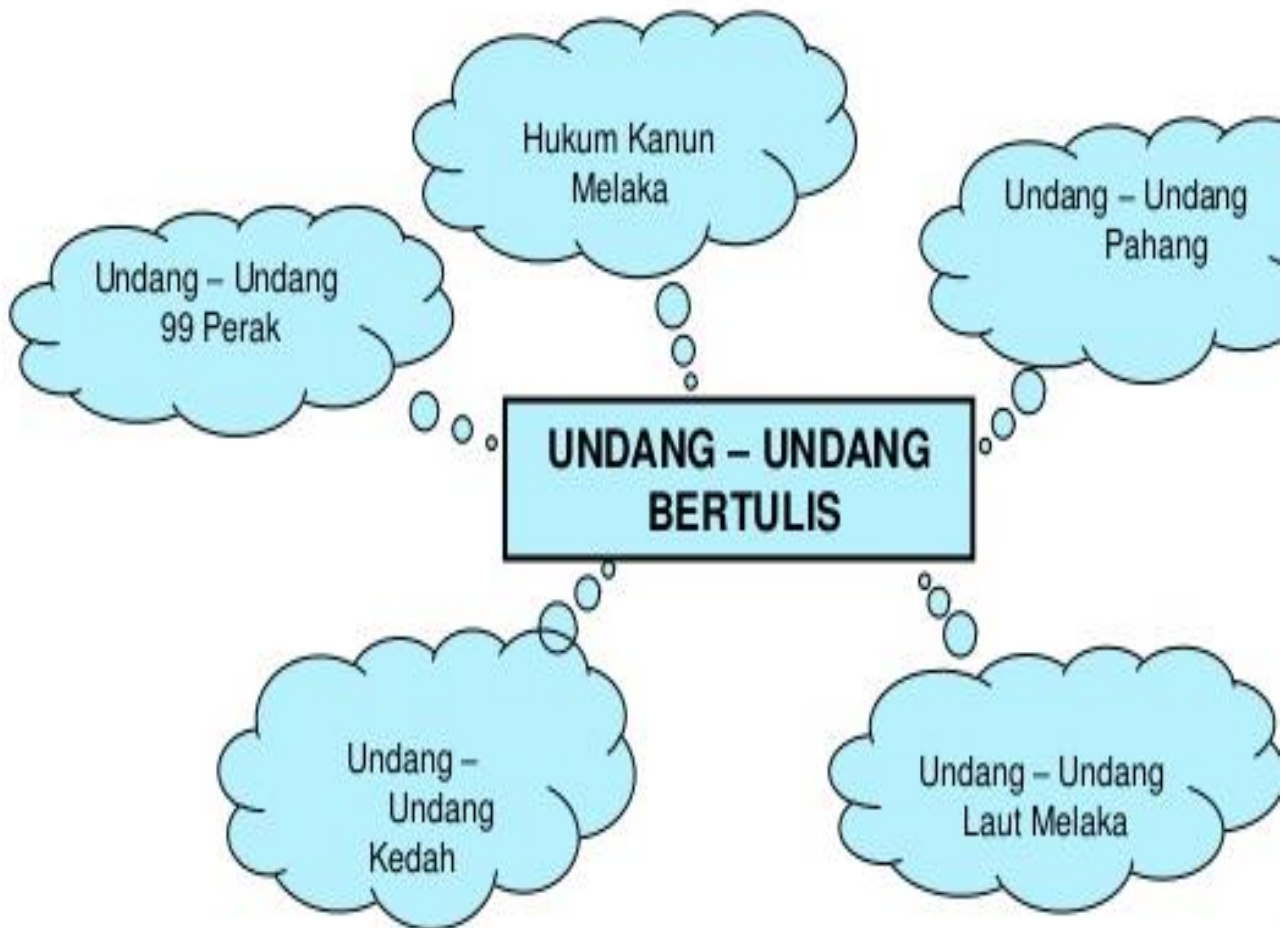 Hukum Kanun
Melaka
Undang – Undang
Pahang
Undang – Undang
99 Perak
UNDANG – UNDANG
BERTULIS
Undang –
Undang
Kedah
Undang – Undang
Laut Melaka